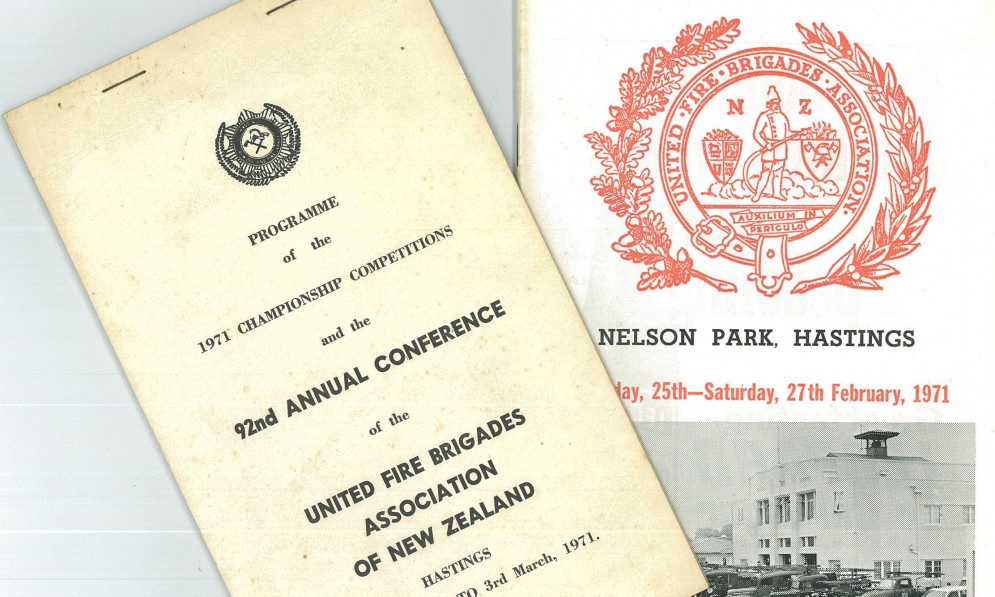 PROGRAMME
of the
1971 CHAMPIONSHIP COMPETITIONS
and the
92nd ANNUAL CONFERENCE
of the
UNITED FIRE BRIGADES
ASSOCIATION
OF NEW ZEALAND
HASTINGS
TO 3rd March, 1971.
UNITED · FIRE · BRIGADES · ASSOCIATION.
N Z
AUXILIUM IN
PERICULO
NELSON PARK, HASTINGS
day, 25th—Saturday, 27th February, 1971